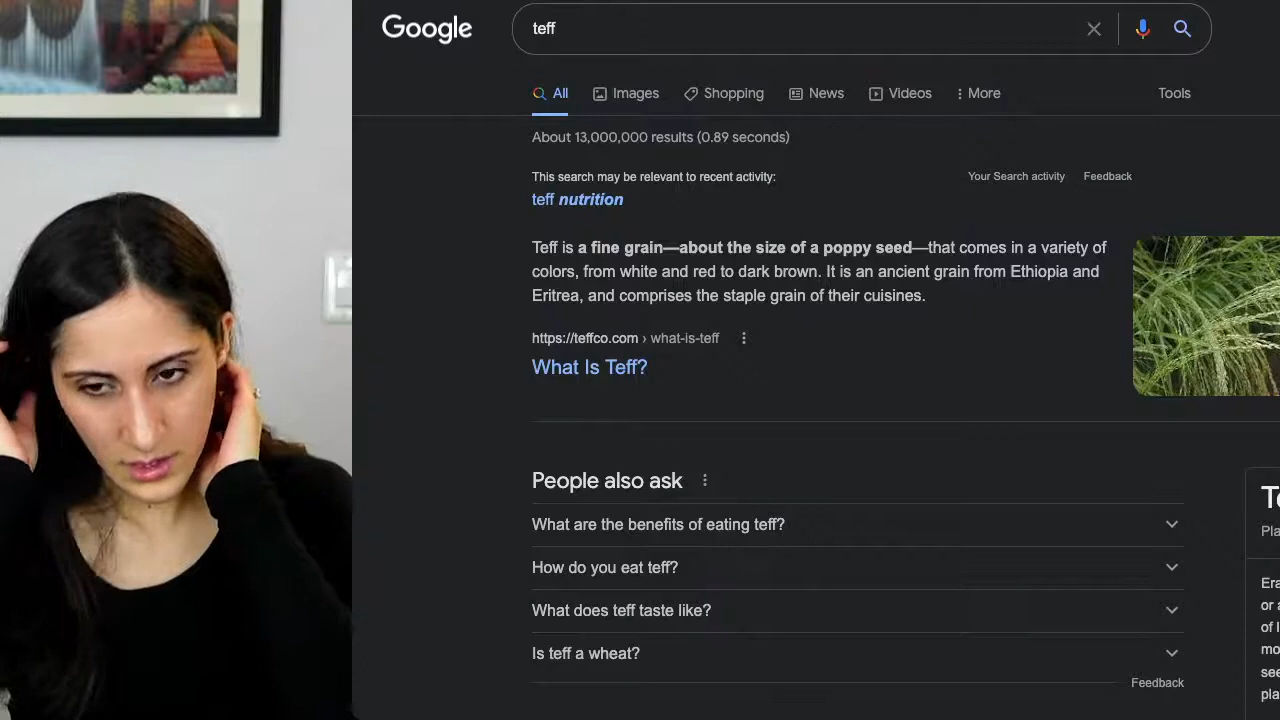 Google
teff
All
Images
Shopping
News
Videos
More
Tools
About 13,000,000 results (0.89 seconds)
This search may be relevant to recent activity:
Your Search activity
Feedback
teff nutrition
Teff is a fine grain—about the size of a poppy seed—that comes in a variety of
colors, from white and red to dark brown. It is an ancient grain from Ethiopia and
Eritrea, and comprises the staple grain of their cuisines.
https://teffco.com › what-is-teff
What Is Teff?
People also ask
What are the benefits of eating teff?
How do you eat teff?
What does teff taste like?
Is teff a wheat?
Feedback
or
of